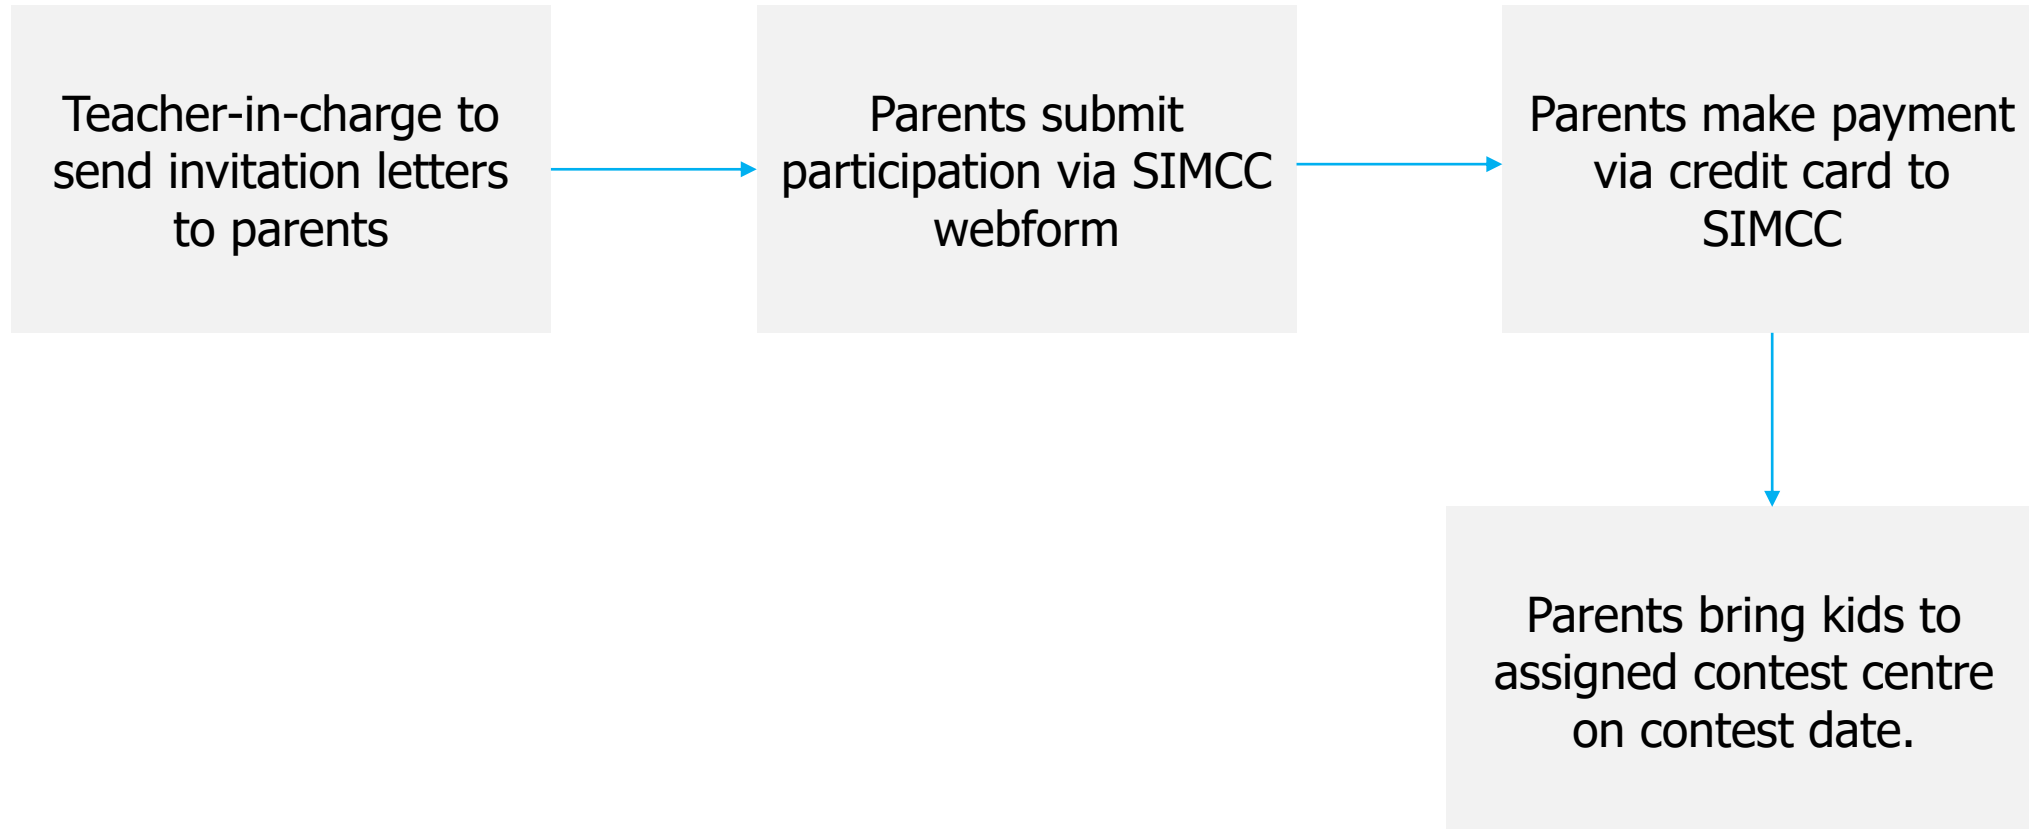 Teacher-in-charge to
send invitation letters
to parents
Parents submit
participation via SIMCC
webform
Parents make payment
via credit card to
SIMCC
Parents bring kids to
assigned contest centre
on contest date.